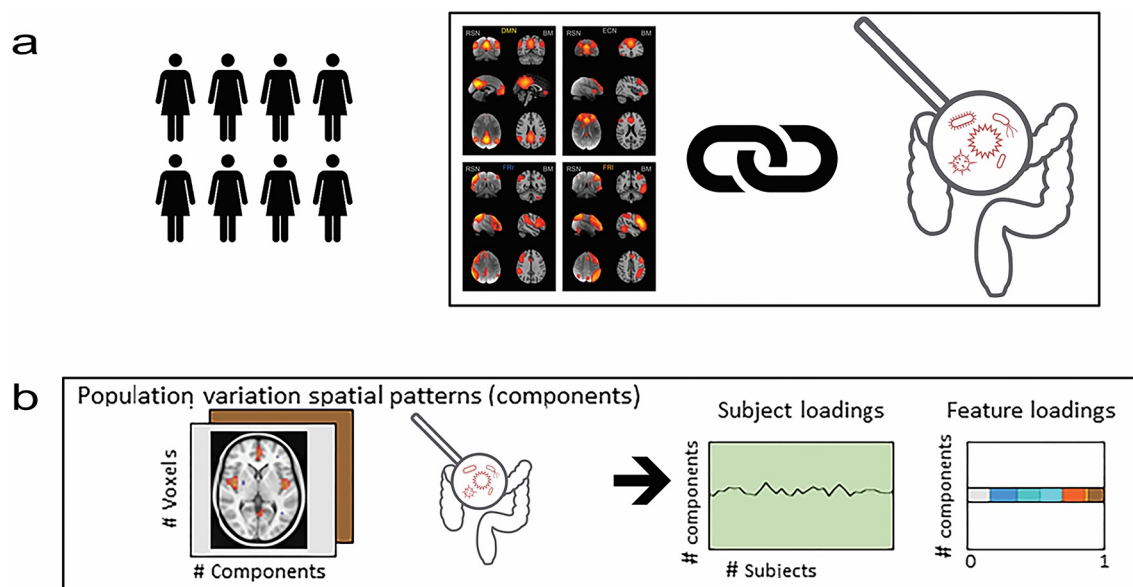 a
RSN DMN BM
RSN ECN BM
RSN FRr BM
RSN FRl BM
b
Population variation spatial patterns (components)
# Voxels
# Components
Subject loadings
# components
# Subjects
Feature loadings
# components
0 1